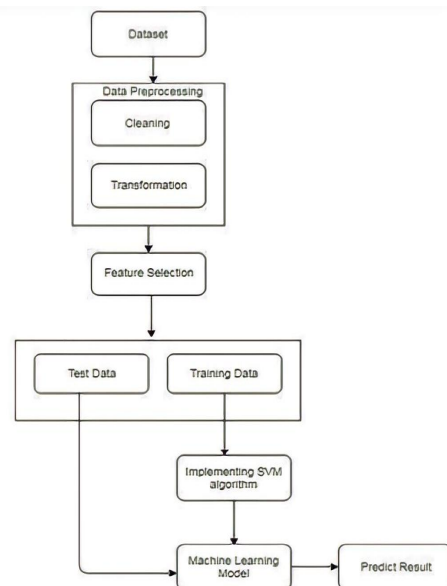 Dataset
Data Preprocessing
Cleaning
Transformation
Feature Selection
Test Data
Training Data
Implementing SVM
algorithm
Machine Learning
Model
Predict Result